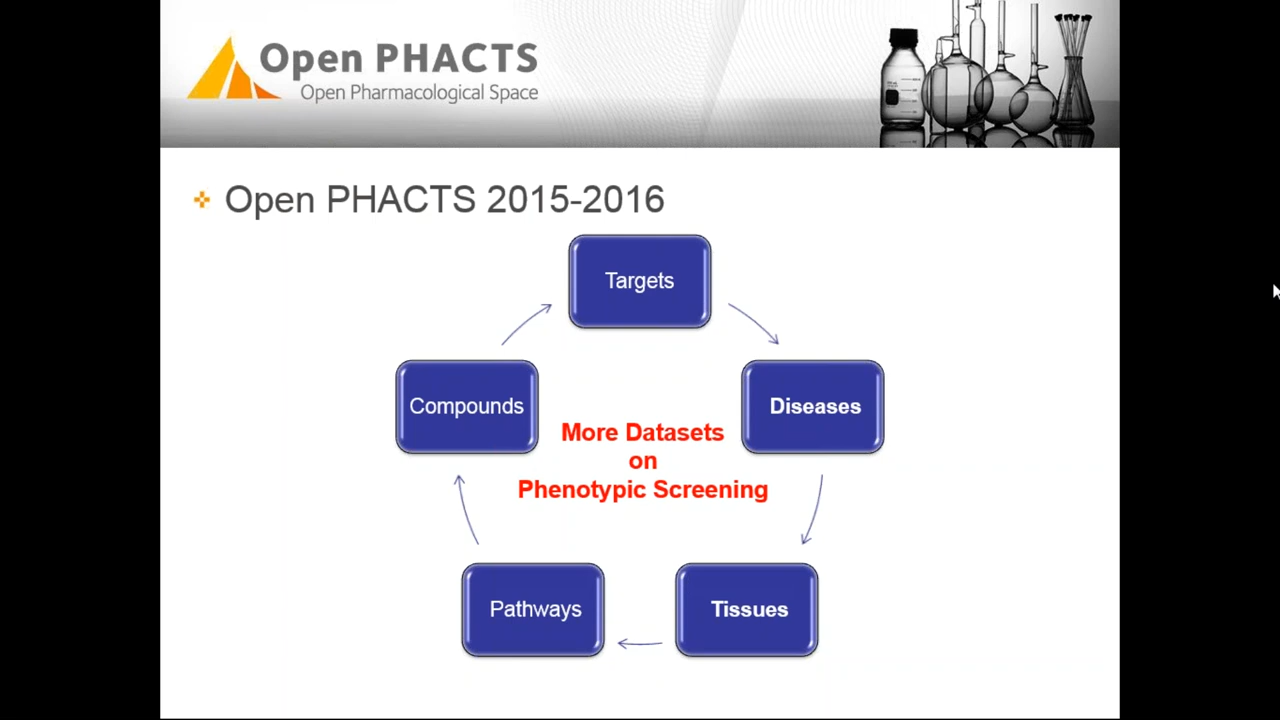 Open PHACTS
Open Pharmacological Space
Open PHACTS 2015-2016
Targets
Compounds
Diseases
More Datasets
on
Phenotypic Screening
Pathways
Tissues